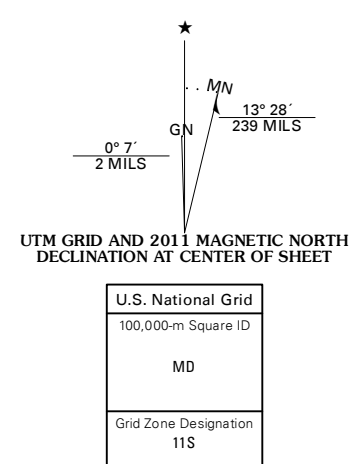 ★
MN
GN
13° 28´
239 MILS
0° 7´
2 MILS
UTM GRID AND 2011 MAGNETIC NORTH
DECLINATION AT CENTER OF SHEET
U.S. National Grid
100,000-m Square ID
MD
Grid Zone Designation
11S